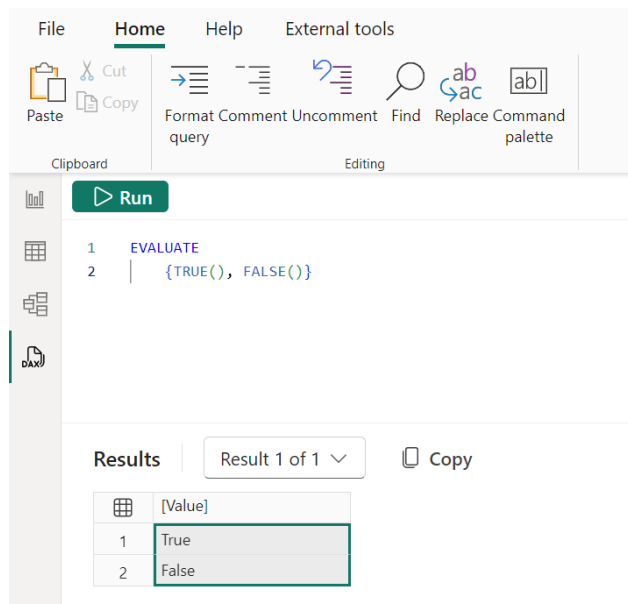 File Home Help External tools
Paste
Cut
Copy
Format query
Comment
Uncomment
Find
Replace
Command palette
Clipboard
Editing
Run
1 EVALUATE
2 {TRUE(), FALSE()}
DAX
Results Result 1 of 1 Copy
[Value]
1 True
2 False